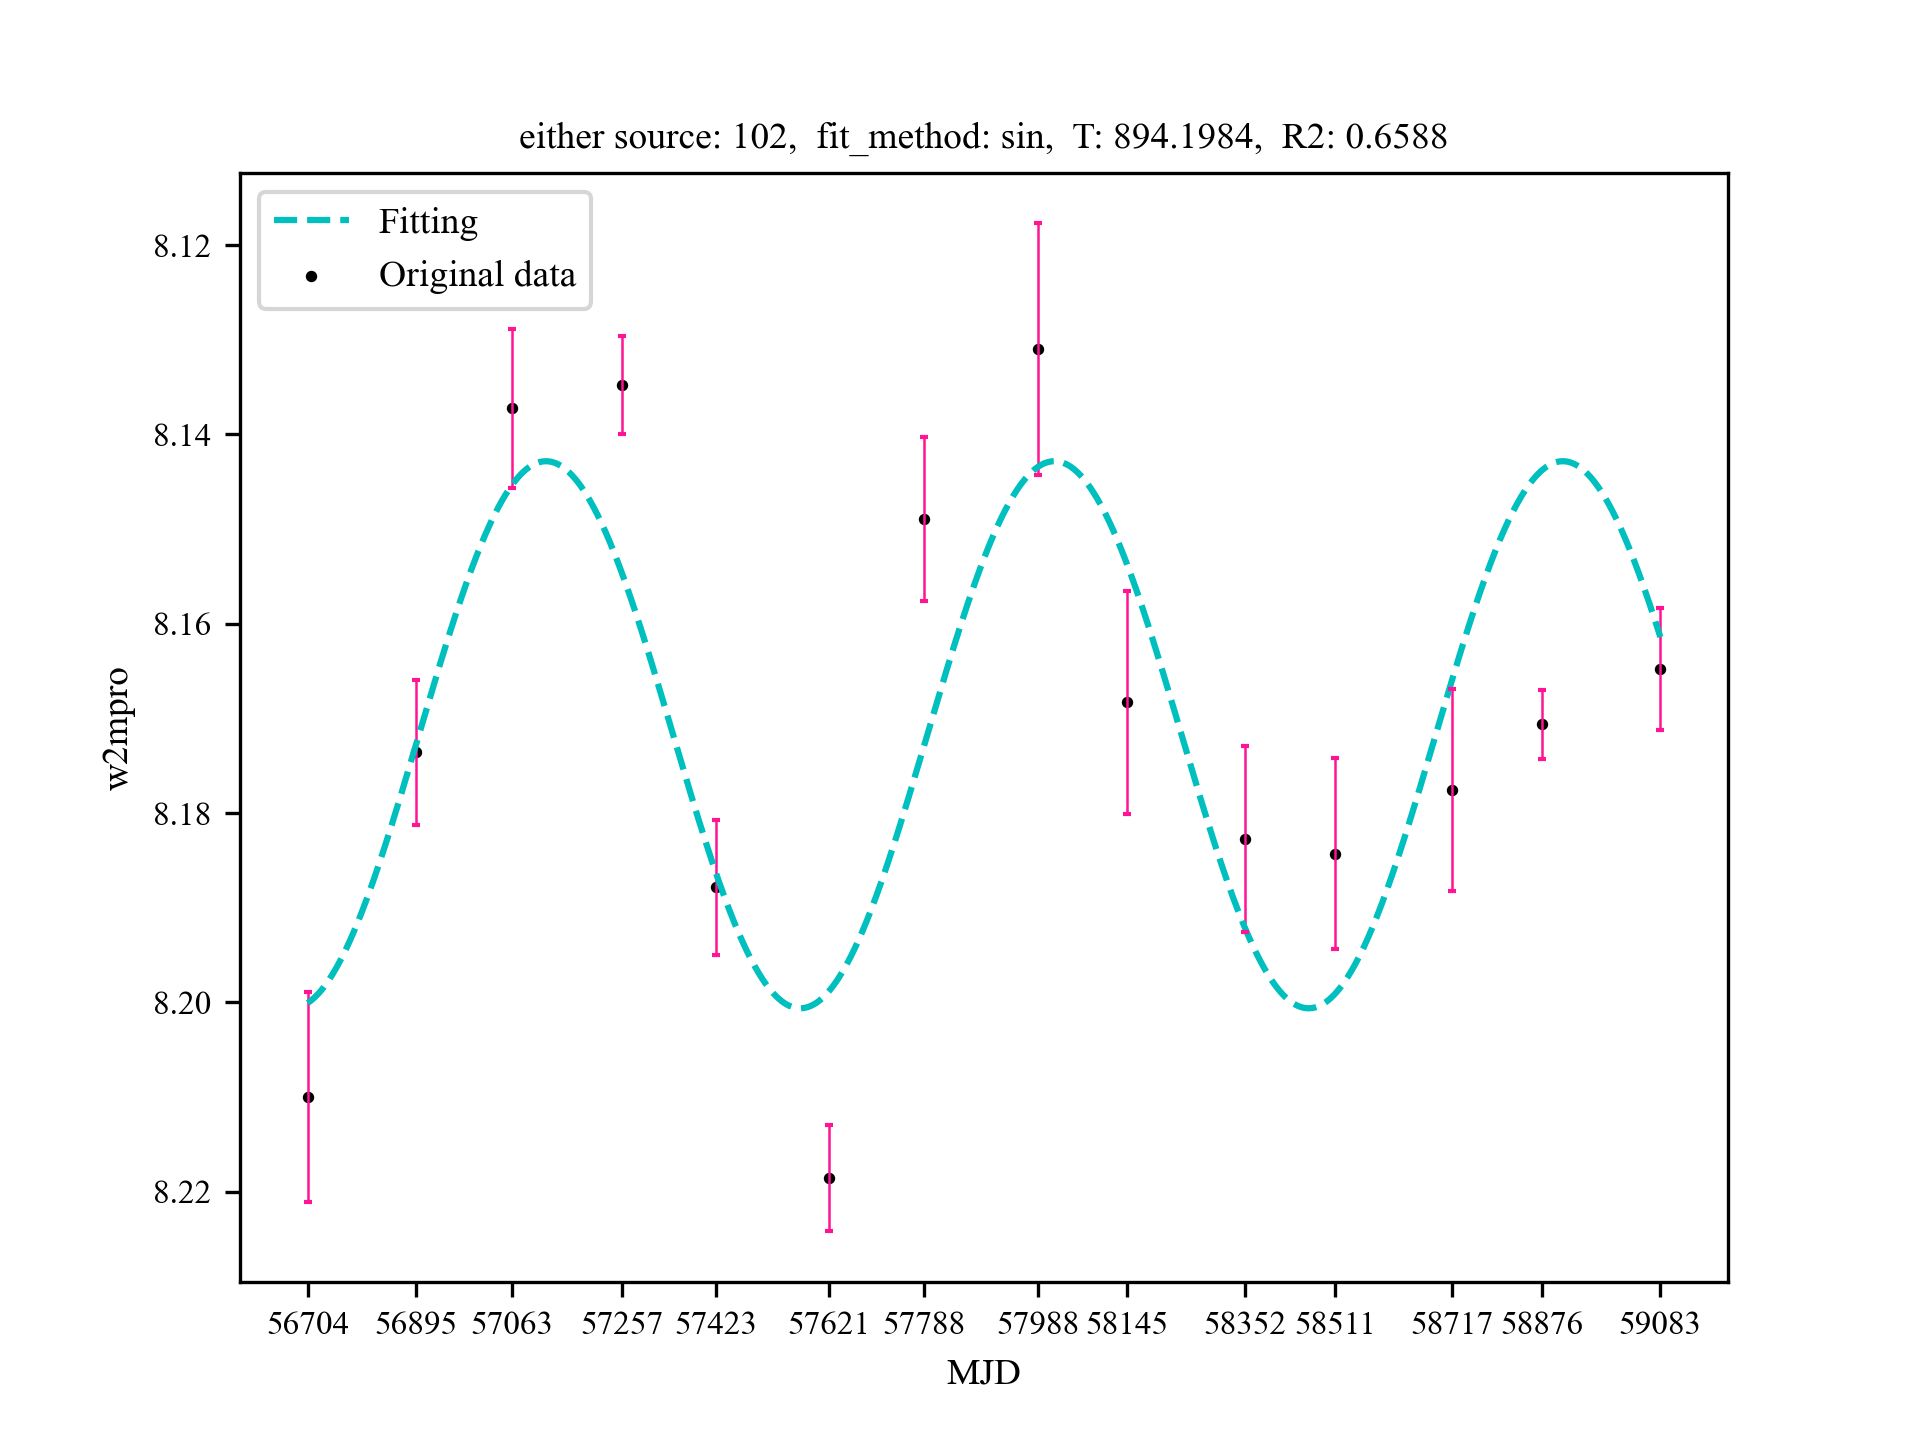 either source: 102,  fit_method: sin,  T: 894.1984,  R2: 0.6588
Fitting
Original data
8.12
8.14
8.16
8.18
8.20
8.22
w2mpro
56704 56895 57063 57257 57423 57621 57788 57988 58145 58352 58511 58717 58876 59083
MJD